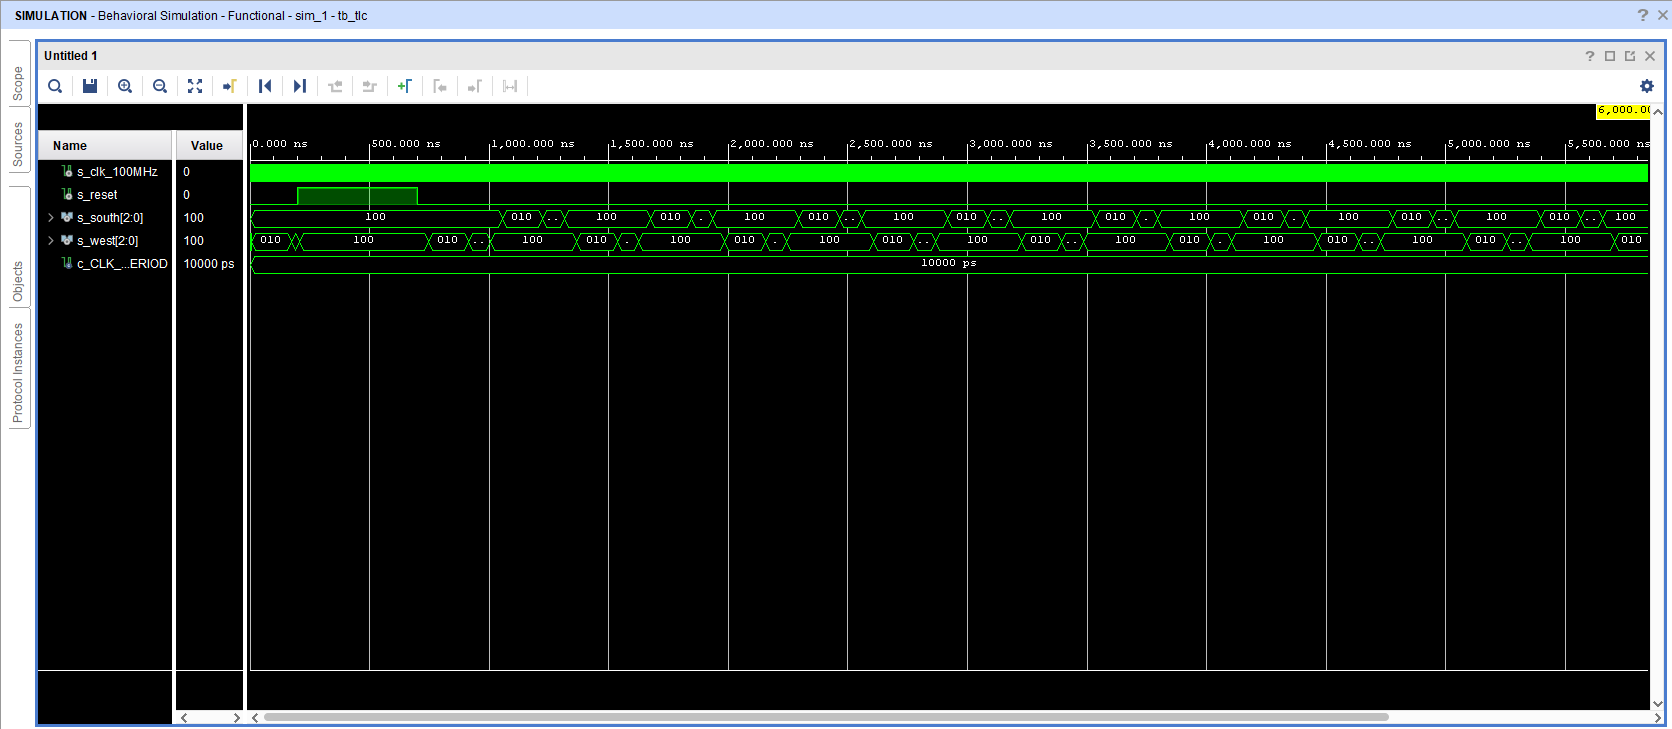 SIMULATION - Behavioral Simulation - Functional - sim_1 - tb_tlc
Untitled 1
Scope
Sources
Objects
Protocol Instances
6,000.00
Name Value
0.000 ns 500.000 ns 1,000.000 ns 1,500.000 ns 2,000.000 ns 2,500.000 ns 3,000.000 ns 3,500.000 ns 4,000.000 ns 4,500.000 ns 5,000.000 ns 5,500.000 ns
s_clk_100MHz 0
s_reset 0
s_south[2:0] 100 100 010 .. 100 010 . 100 010 .. 100 010 .. 100 010 . 100 010 . 100 010 .. 100 010 .. 100
s_west[2:0] 100 010 100 010 .. 100 010 . 100 010 . 100 010 .. 100 010 .. 100 010 . 100 010 .. 100 010 .. 100 010
c_CLK_...ERIOD 10000 ps 10000 ps